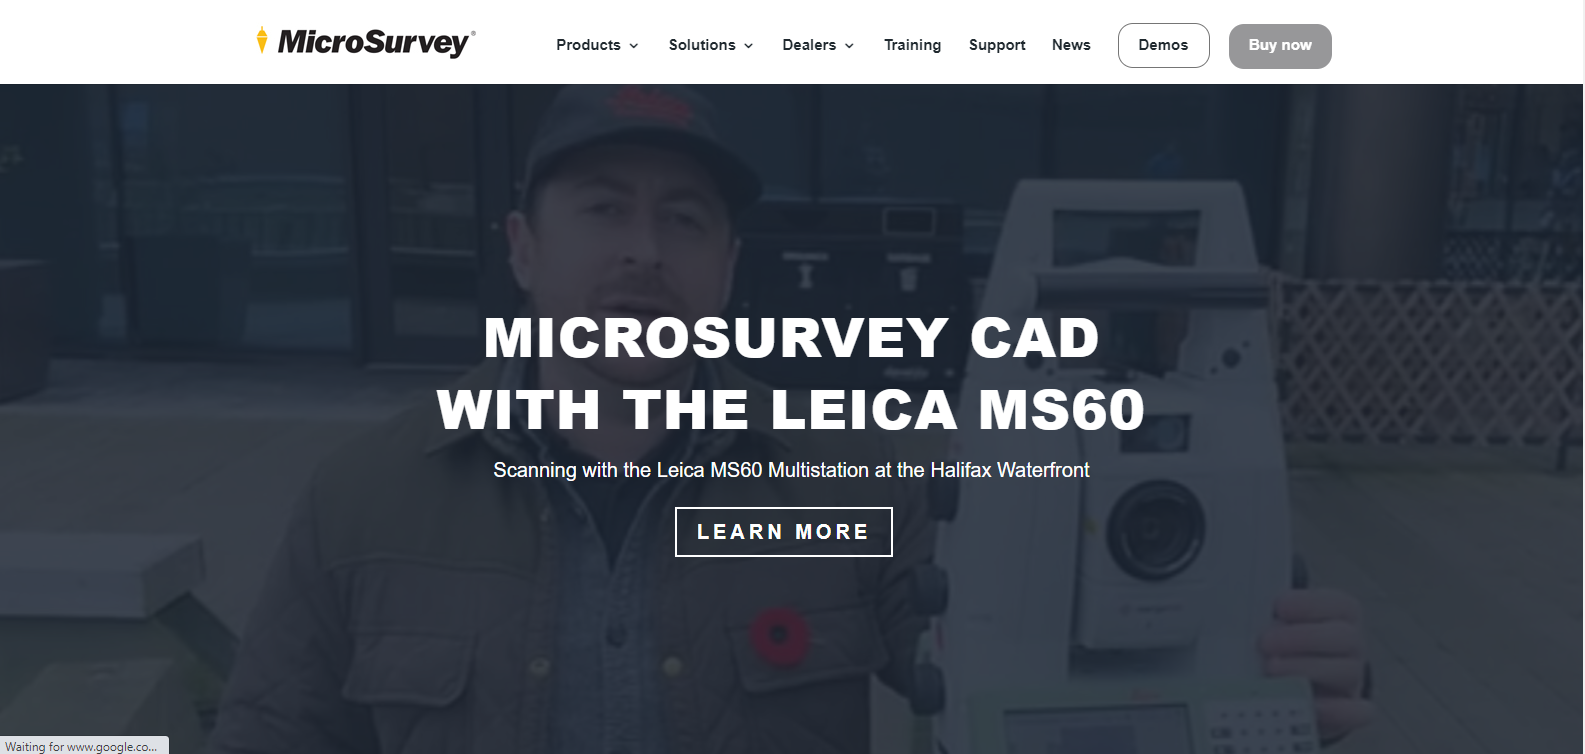 MicroSurvey®
Products Solutions Dealers Training Support News Demos Buy now
MICROSURVEY CAD
WITH THE LEICA MS60
Scanning with the Leica MS60 Multistation at the Halifax Waterfront
LEARN MORE
Waiting for www.google.co...